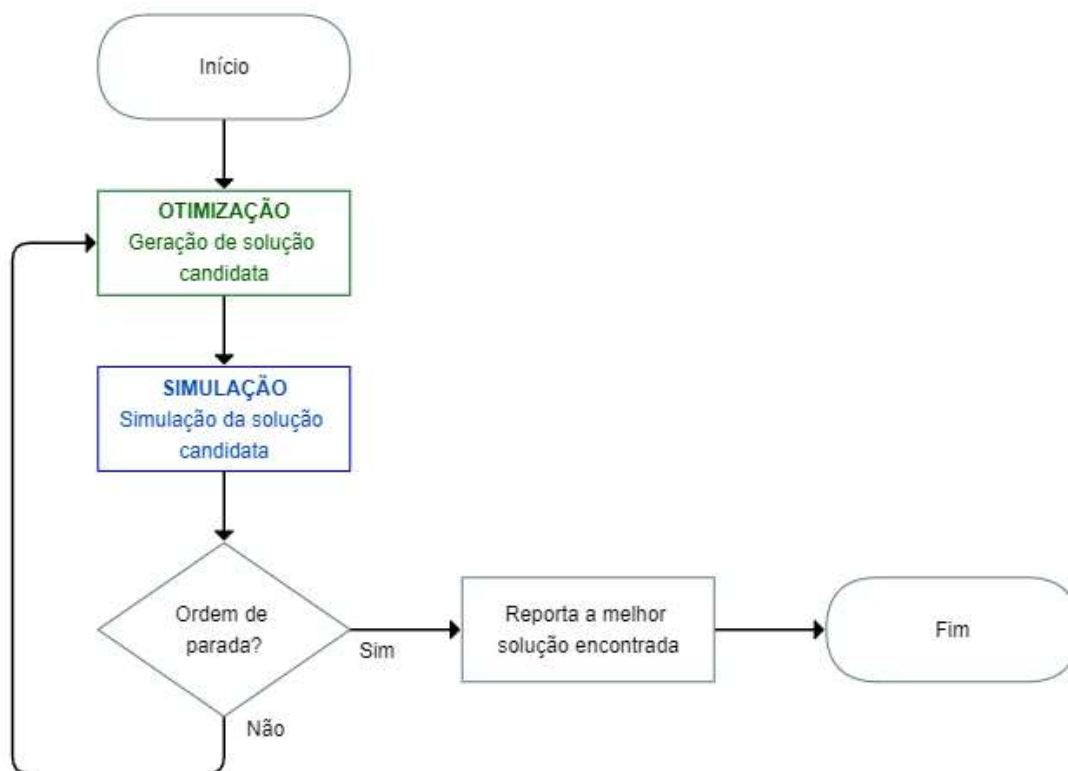 Início
OTIMIZAÇÃO
Geração de solução
candidata
SIMULAÇÃO
Simulação da solução
candidata
Ordem de
parada?
Sim
Reporta a melhor
solução encontrada
Fim
Não